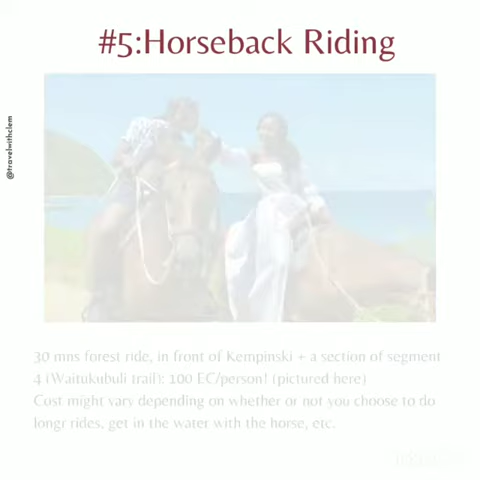 #5:Horseback Riding
@travelwithclem
30 mns forest ride, in front of Kempinski + a section of segment
4 (Waitukubuli trail): 100 EC/person! (pictured here)
Cost might vary depending on whether or not you choose to do
longr rides, get in the water with the horse, etc.